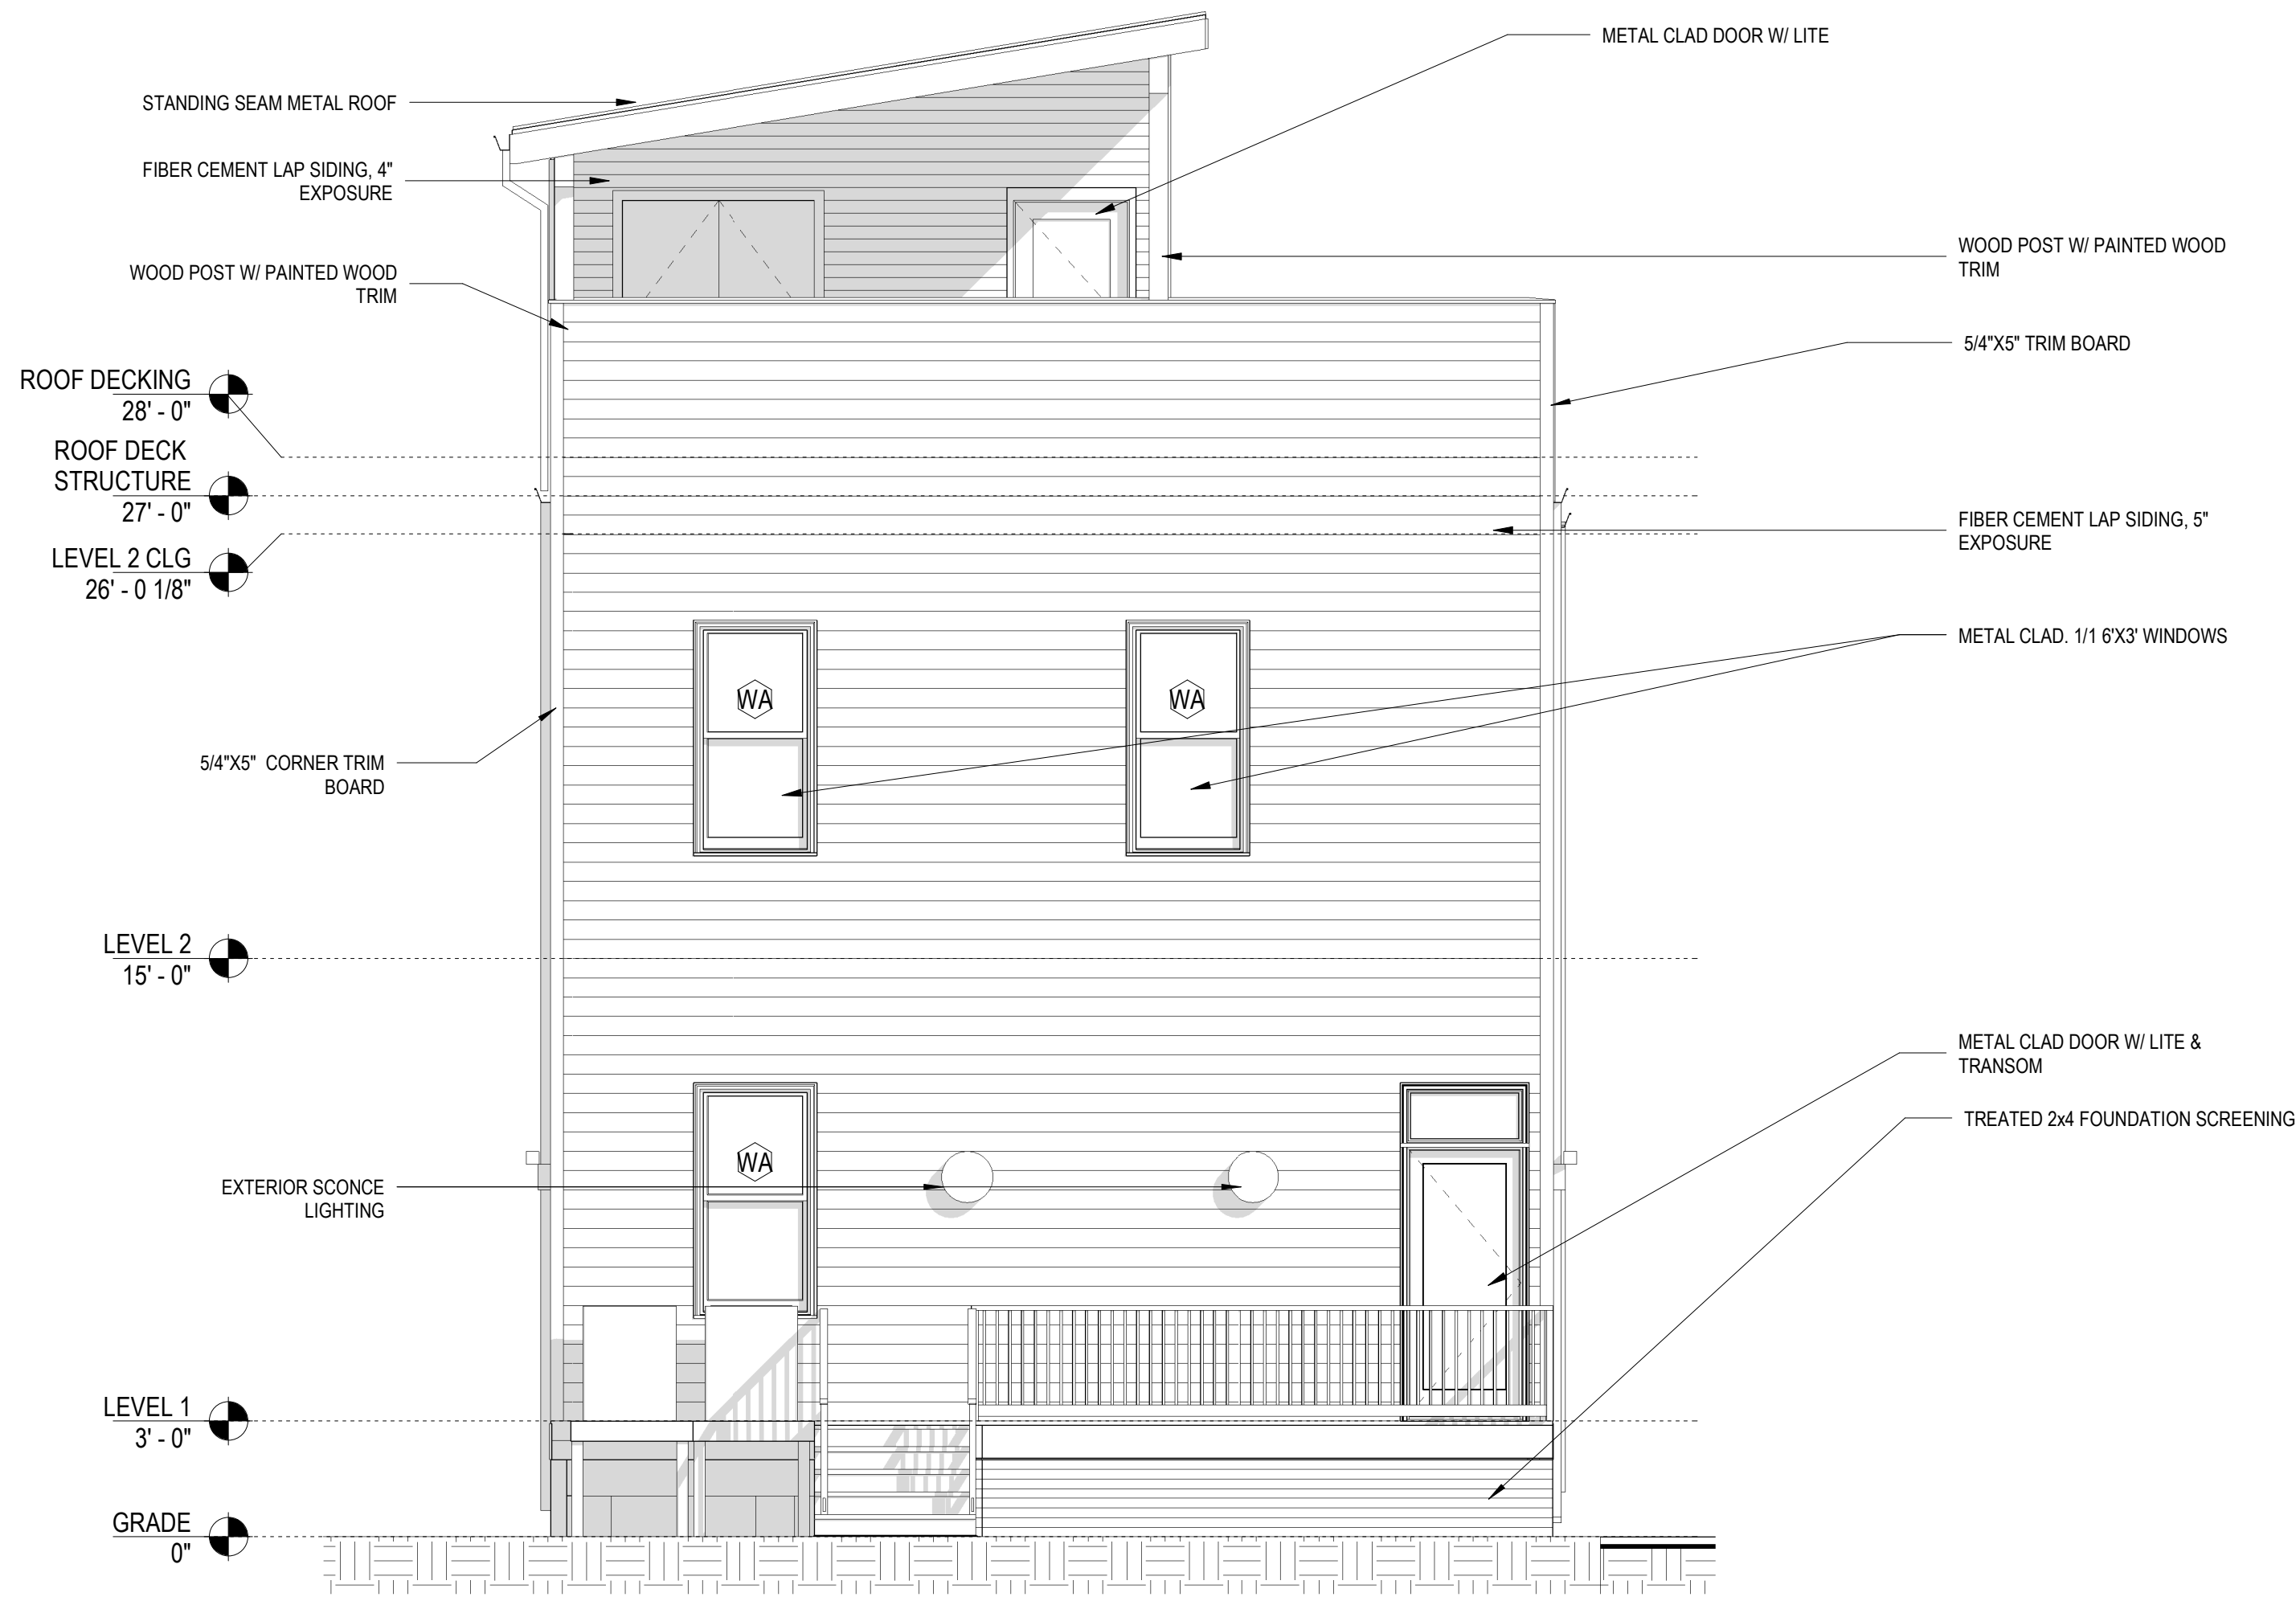 METAL CLAD DOOR W/ LITE
STANDING SEAM METAL ROOF
FIBER CEMENT LAP SIDING, 4"
EXPOSURE
WOOD POST W/ PAINTED WOOD
TRIM
WOOD POST W/ PAINTED WOOD
TRIM
5/4"X5" TRIM BOARD
ROOF DECKING
28' - 0"
ROOF DECK
STRUCTURE
27' - 0"
FIBER CEMENT LAP SIDING, 5"
EXPOSURE
LEVEL 2 CLG
26' - 0 1/8"
METAL CLAD. 1/1 6'X3' WINDOWS
WA
WA
5/4"X5" CORNER TRIM
BOARD
LEVEL 2
15' - 0"
METAL CLAD DOOR W/ LITE &
TRANSOM
TREATED 2x4 FOUNDATION SCREENING
WA
EXTERIOR SCONCE
LIGHTING
LEVEL 1
3' - 0"
GRADE
0"